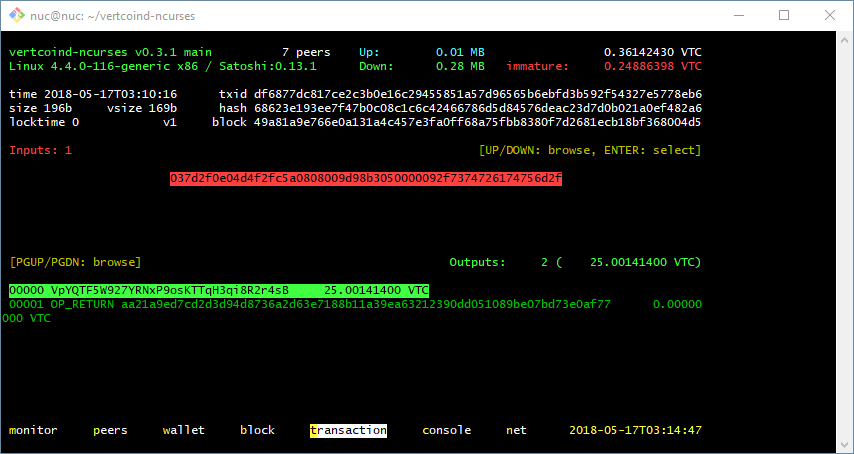 nuc@nuc: ~/vertcoind-ncurses
vertcoind-ncurses v0.3.1 main 7 peers Up: 0.01 MB 0.36142430 VTC
Linux 4.4.0-116-generic x86 / Satoshi:0.13.1 Down: 0.28 MB immature: 0.24886398 VTC
time 2018-05-17T03:10:16 txid df6877dc817ce2c3b0e16c29455851a57d96565b6ebfd3b592f54327e5778eb6
size 196b vsize 169b hash 68623e193ee7f47b0c08c1c6c42466786d5d84576deac23d7d0b021a0ef482a6
locktime 0 v1 block 49a81a9e766e0a131a4c457e3fa0ff68a75fbb8380f7d2681ecb18bf368004d5
Inputs: 1 [UP/DOWN: browse, ENTER: select]
037d2f0e04d4f2fc5a0808009d98b3050000092f7374726174756d2f
[PGUP/PGDN: browse] Outputs: 2 ( 25.00141400 VTC)
00000 VpYQTF5W927YRNxP9osKTTqH3qi8R2r4sB 25.00141400 VTC
00001 OP_RETURN aa21a9ed7cd2d3d94d8736a2d63e7188b11a39ea63212390dd051089be07bd73e0af77 0.00000
000 VTC
monitor peers wallet block transaction console net 2018-05-17T03:14:47